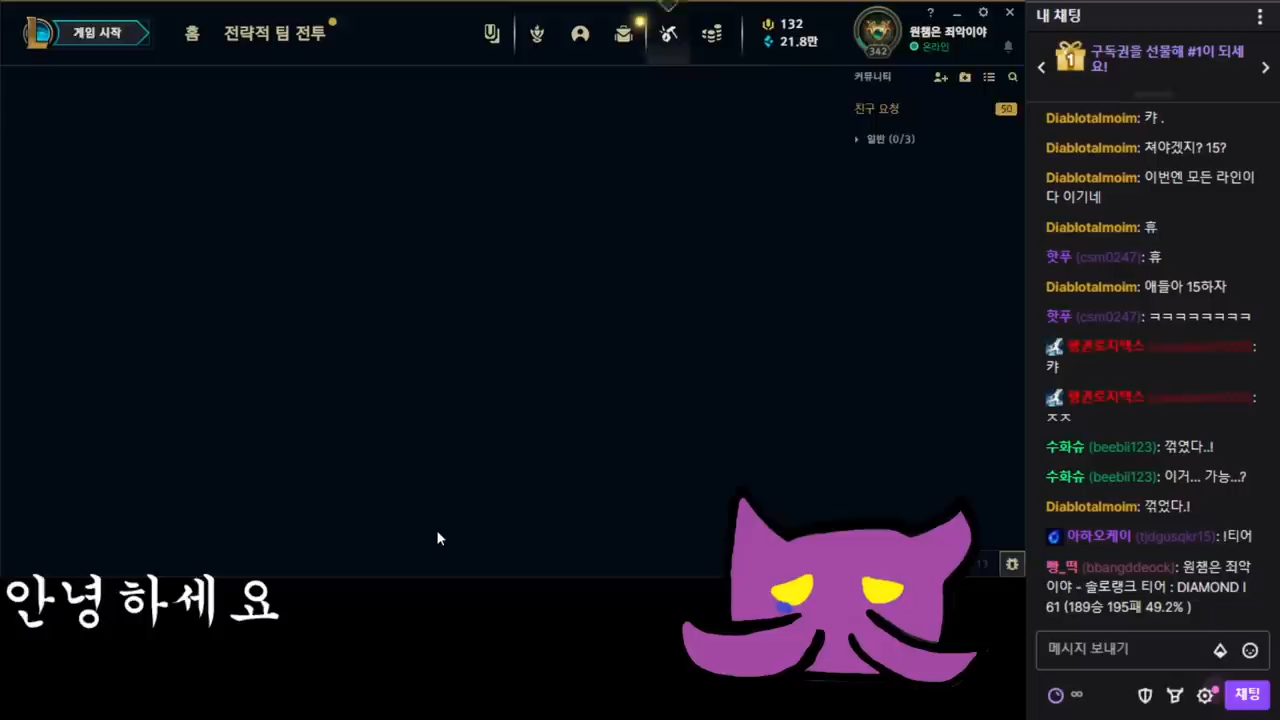 게임 시작
홈
전략적 팀 전투
132
21.8만
342
원챔은 죄악이야
온라인
커뮤니티
친구 요청
50
일반 (0/3)
안녕하세요
내 채팅
1
구독권을 선물해 #1이 되세
요!
Diablotalmoim: 캬 .
Diablotalmoim: 쳐야겠지? 15?
Diablotalmoim: 이번엔 모든 라인이
다 이기네
Diablotalmoim: 휴
핫푸 (csm0247): 휴
Diablotalmoim: 얘들아 15하자
핫푸 (csm0247): ㅋㅋㅋㅋㅋㅋㅋㅋ
캬
ㅈㅈ
수화슈 (beebii123): 꺾였다..!
수화슈 (beebii123): 이거... 가능...?
Diablotalmoim: 꺾었다.!
아하오케이 (tjdgusqkr15): !티어
빵_떡 (bbangddeock): 원챔은 죄악
이야 - 솔로랭크 티어 : DIAMOND I
61 (189승 195패 49.2% )
메시지 보내기
채팅